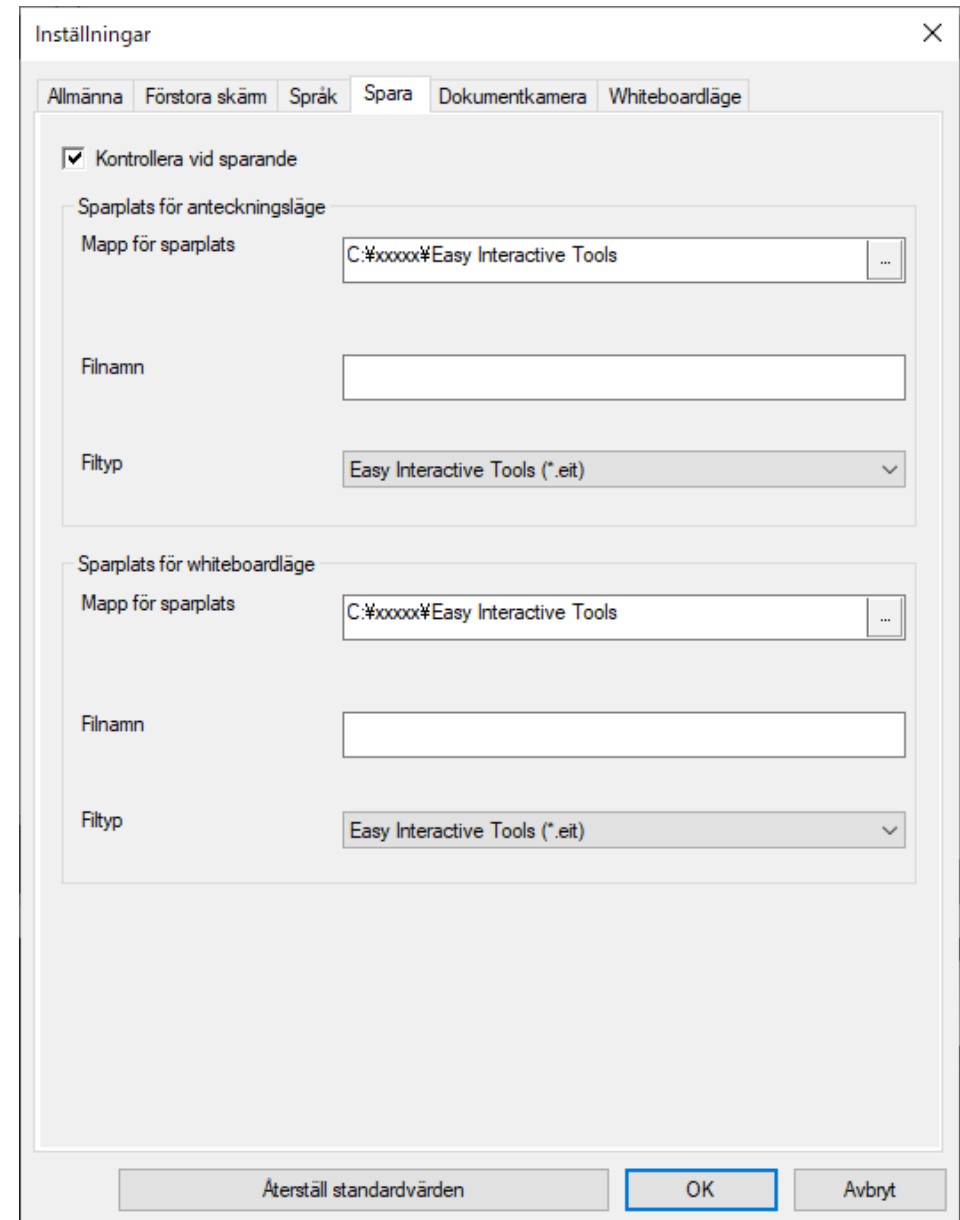 Inställningar
Allmänna Förstora skärm Språk Spara Dokumentkamera Whiteboardläge
Kontrollera vid sparande
Sparplats för anteckningsläge
Mapp för sparplats C:¥xxxxx¥Easy Interactive Tools ...
Filnamn
Filtyp Easy Interactive Tools (*.eit)
Sparplats för whiteboardläge
Mapp för sparplats C:¥xxxxx¥Easy Interactive Tools ...
Filnamn
Filtyp Easy Interactive Tools (*.eit)
Återställ standardvärden OK Avbryt